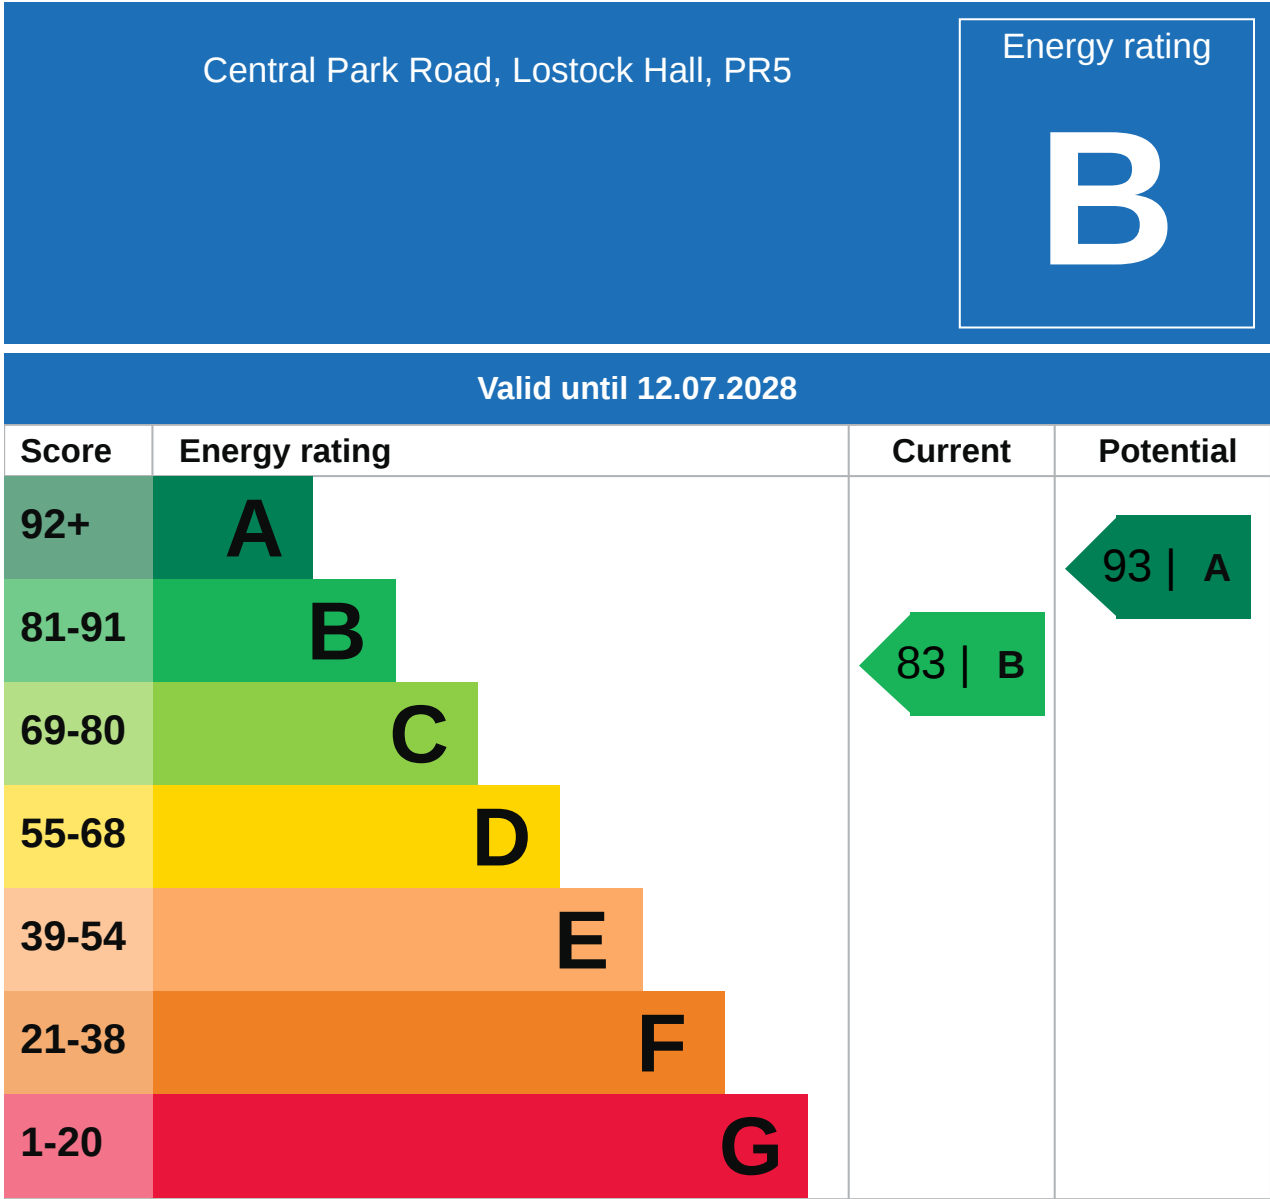 Central Park Road, Lostock Hall, PR5
Energy rating
B
Valid until 12.07.2028
Score Energy rating Current Potential
92+ A
93 | A
81-91 B
83 | B
69-80 C
55-68 D
39-54 E
21-38 F
1-20 G